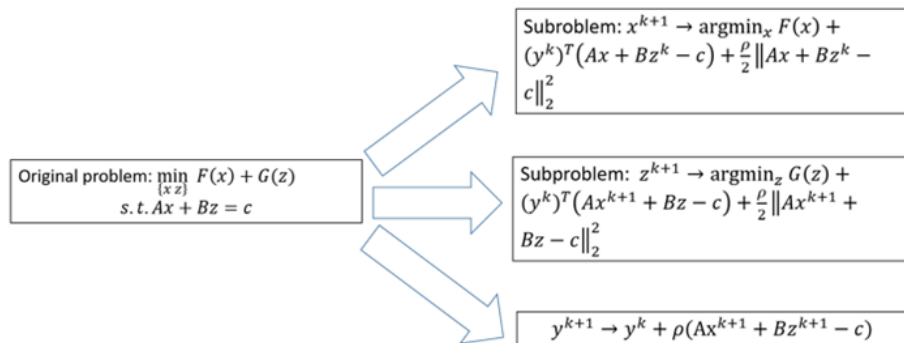 Subroblem: x^{k+1} → argmin_x F(x) +
(y^k)^T(Ax + Bz^k − c) + ρ/2 ‖Ax + Bz^k −
c‖_2^2
Original problem: min_{x z} F(x) + G(z)
s.t. Ax + Bz = c
Subproblem: z^{k+1} → argmin_z G(z) +
(y^k)^T(Ax^{k+1} + Bz − c) + ρ/2 ‖Ax^{k+1} +
Bz − c‖_2^2
y^{k+1} → y^k + ρ(Ax^{k+1} + Bz^{k+1} − c)